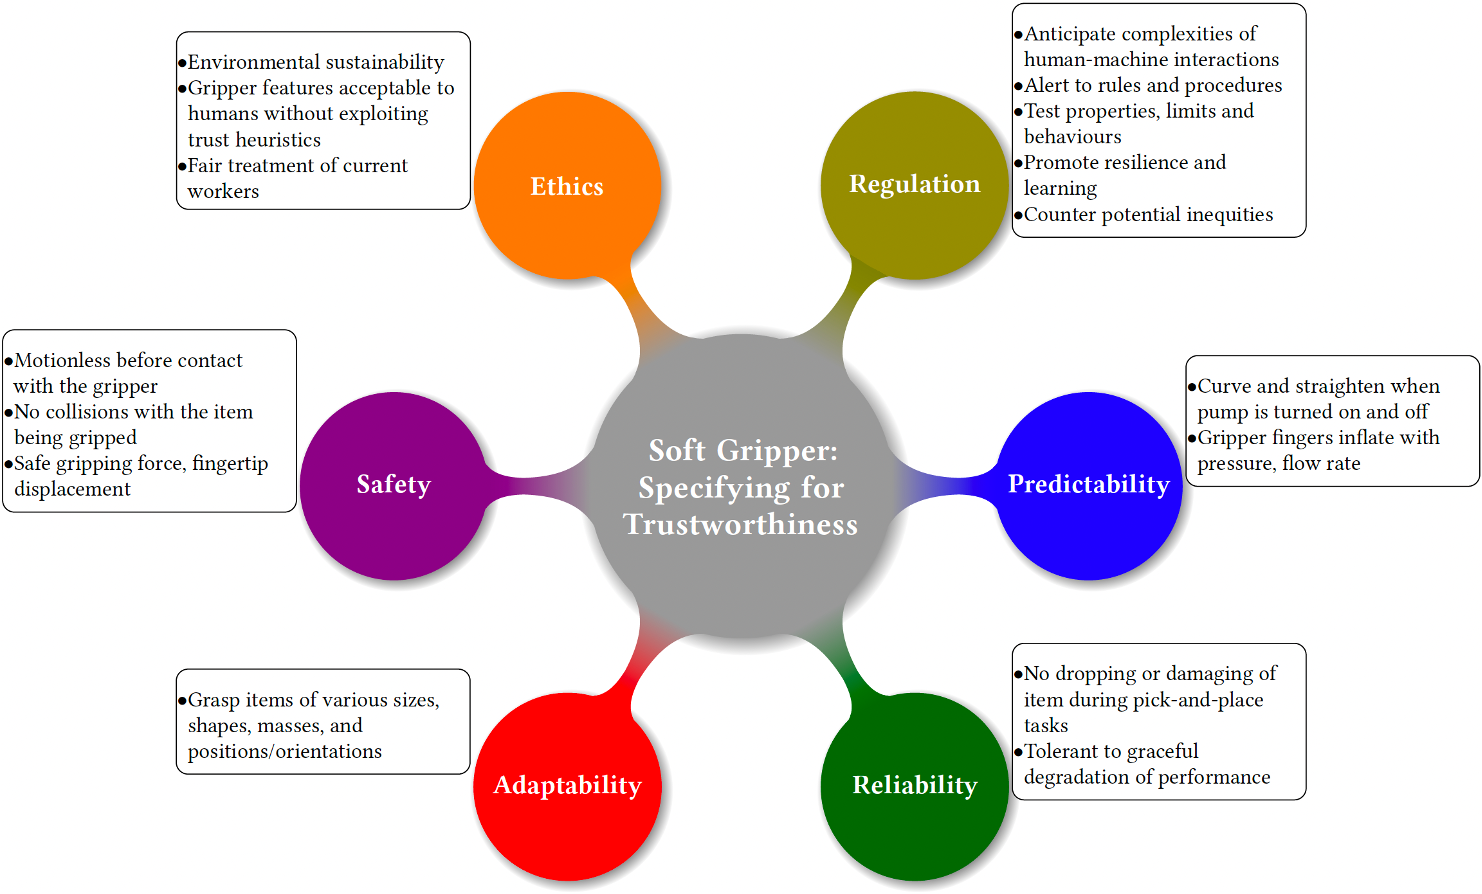 ●Environmental sustainability
●Gripper features acceptable to
humans without exploiting
trust heuristics
●Fair treatment of current
workers
Ethics
Regulation
●Anticipate complexities of
human-machine interactions
●Alert to rules and procedures
●Test properties, limits and
behaviours
●Promote resilience and
learning
●Counter potential inequities
●Motionless before contact
with the gripper
●No collisions with the item
being gripped
●Safe gripping force, fingertip
displacement
Safety
Soft Gripper:
Specifying for
Trustworthiness
Predictability
●Curve and straighten when
pump is turned on and off
●Gripper fingers inflate with
pressure, flow rate
●Grasp items of various sizes,
shapes, masses, and
positions/orientations
Adaptability
Reliability
●No dropping or damaging of
item during pick-and-place
tasks
●Tolerant to graceful
degradation of performance